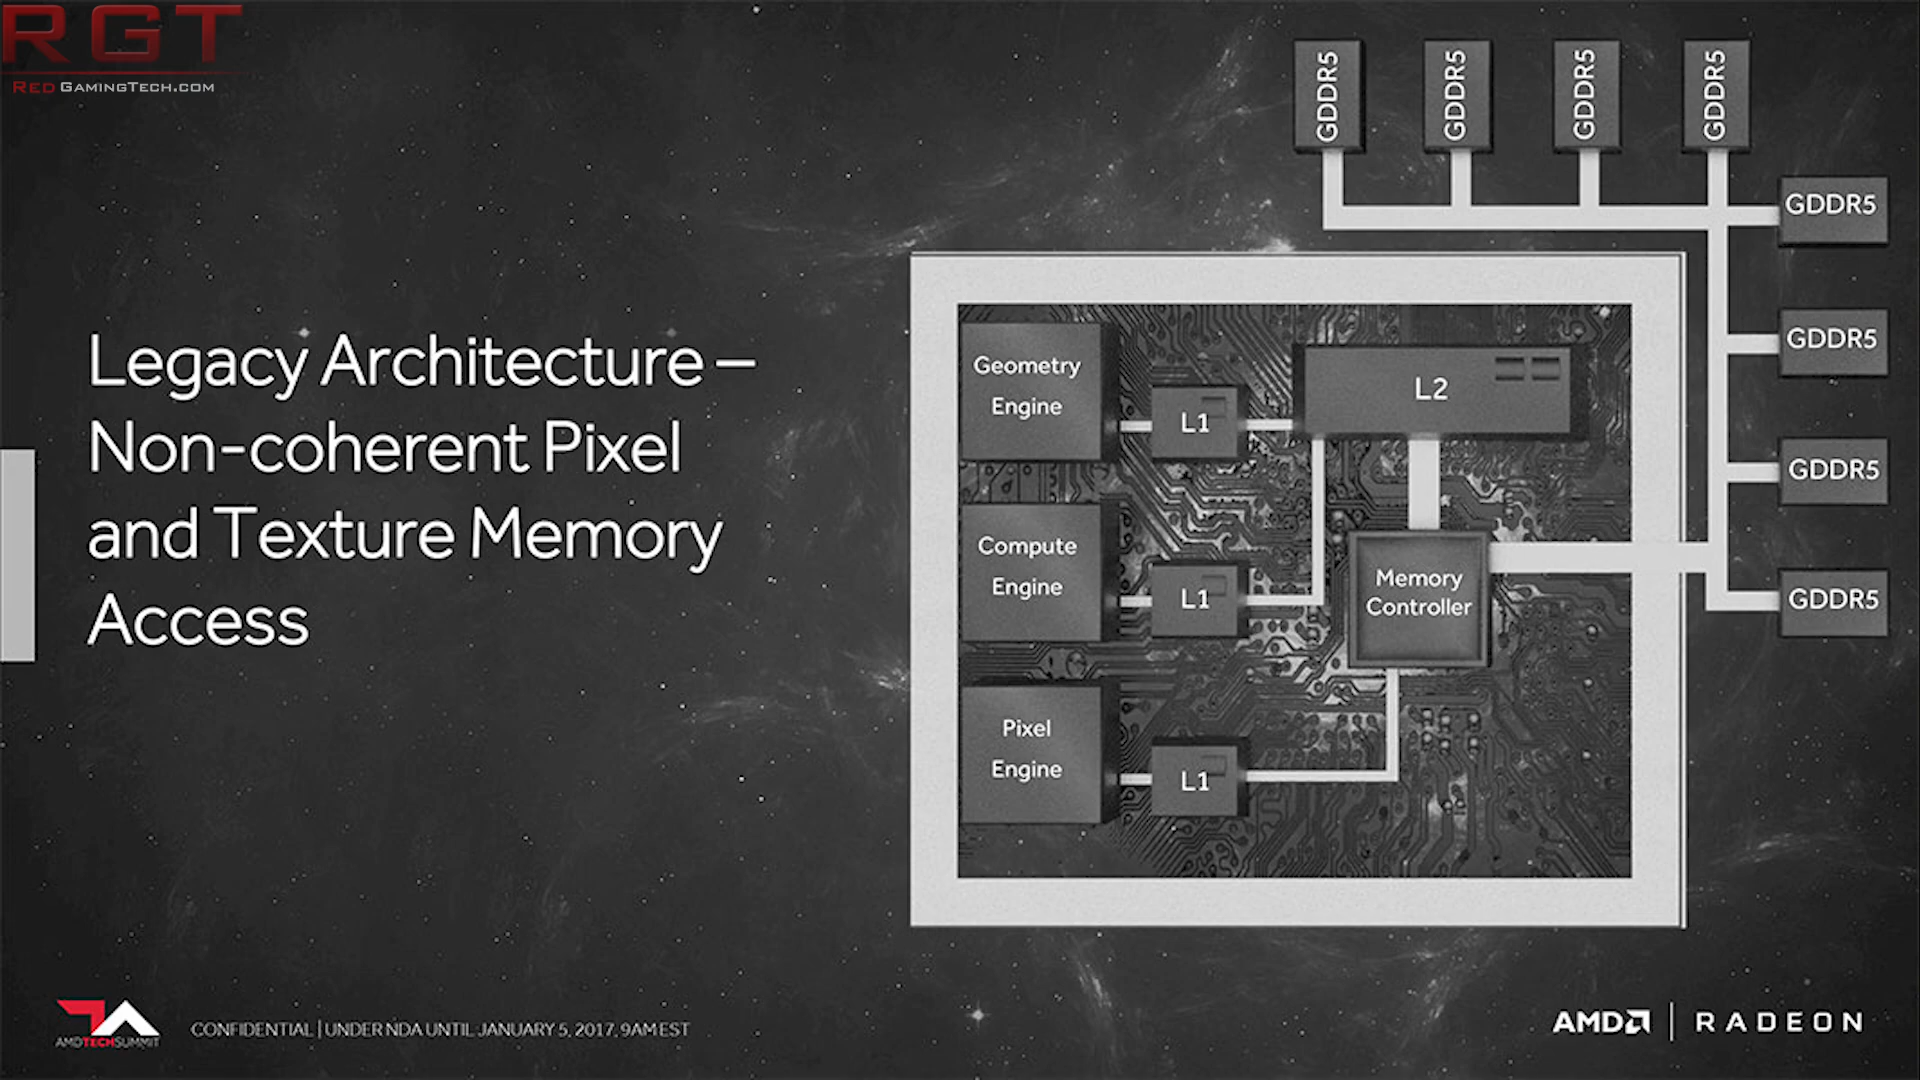 RGT
RED GAMINGTECH.COM
Legacy Architecture –
Non-coherent Pixel
and Texture Memory
Access
GDDR5
GDDR5
GDDR5
GDDR5
GDDR5
GDDR5
GDDR5
GDDR5
Geometry
Engine
L1
L2
Compute
Engine
L1
Memory
Controller
Pixel
Engine
L1
AMDTECHSUMMIT
CONFIDENTIAL | UNDER NDA UNTIL JANUARY 5, 2017, 9AM EST
AMD | RADEON